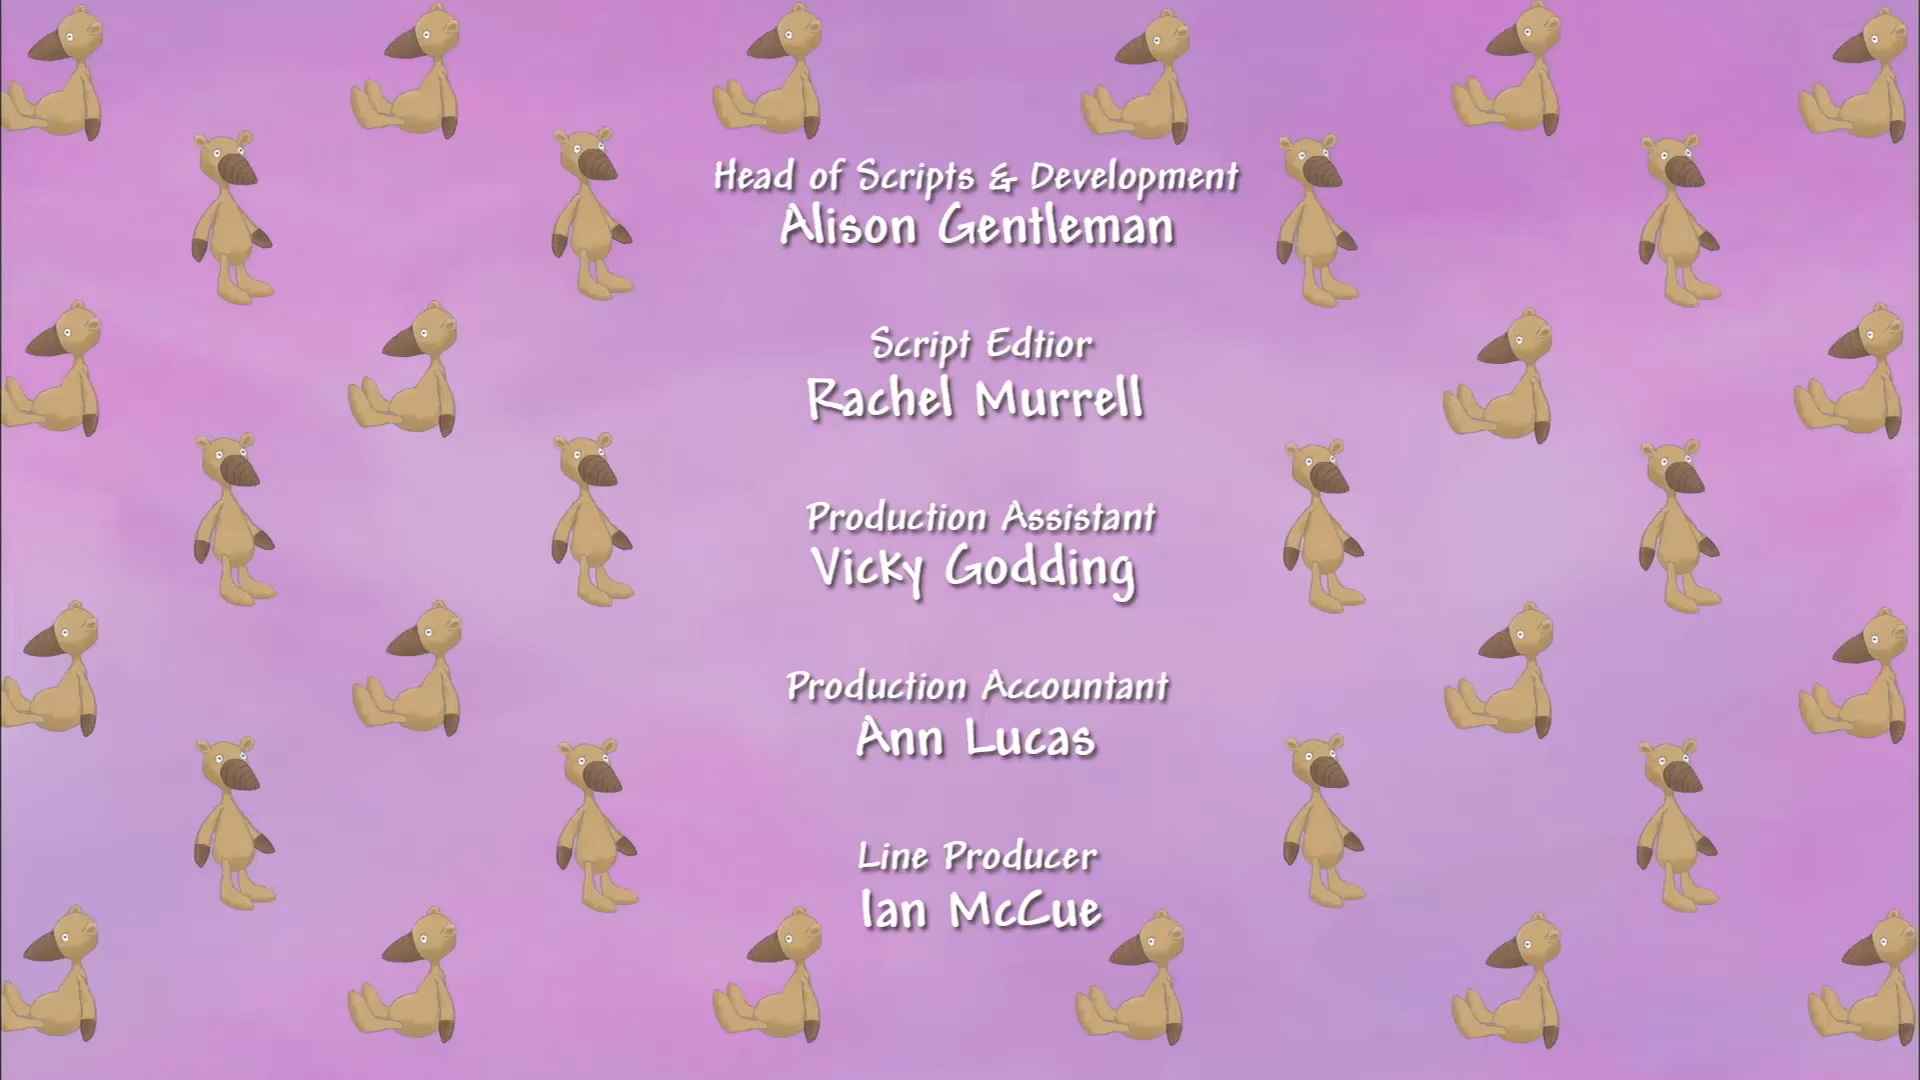 Head of Scripts & Development
Alison Gentleman
Script Edtior
Rachel Murrell
Production Assistant
Vicky Godding
Production Accountant
Ann Lucas
Line Producer
Ian McCue